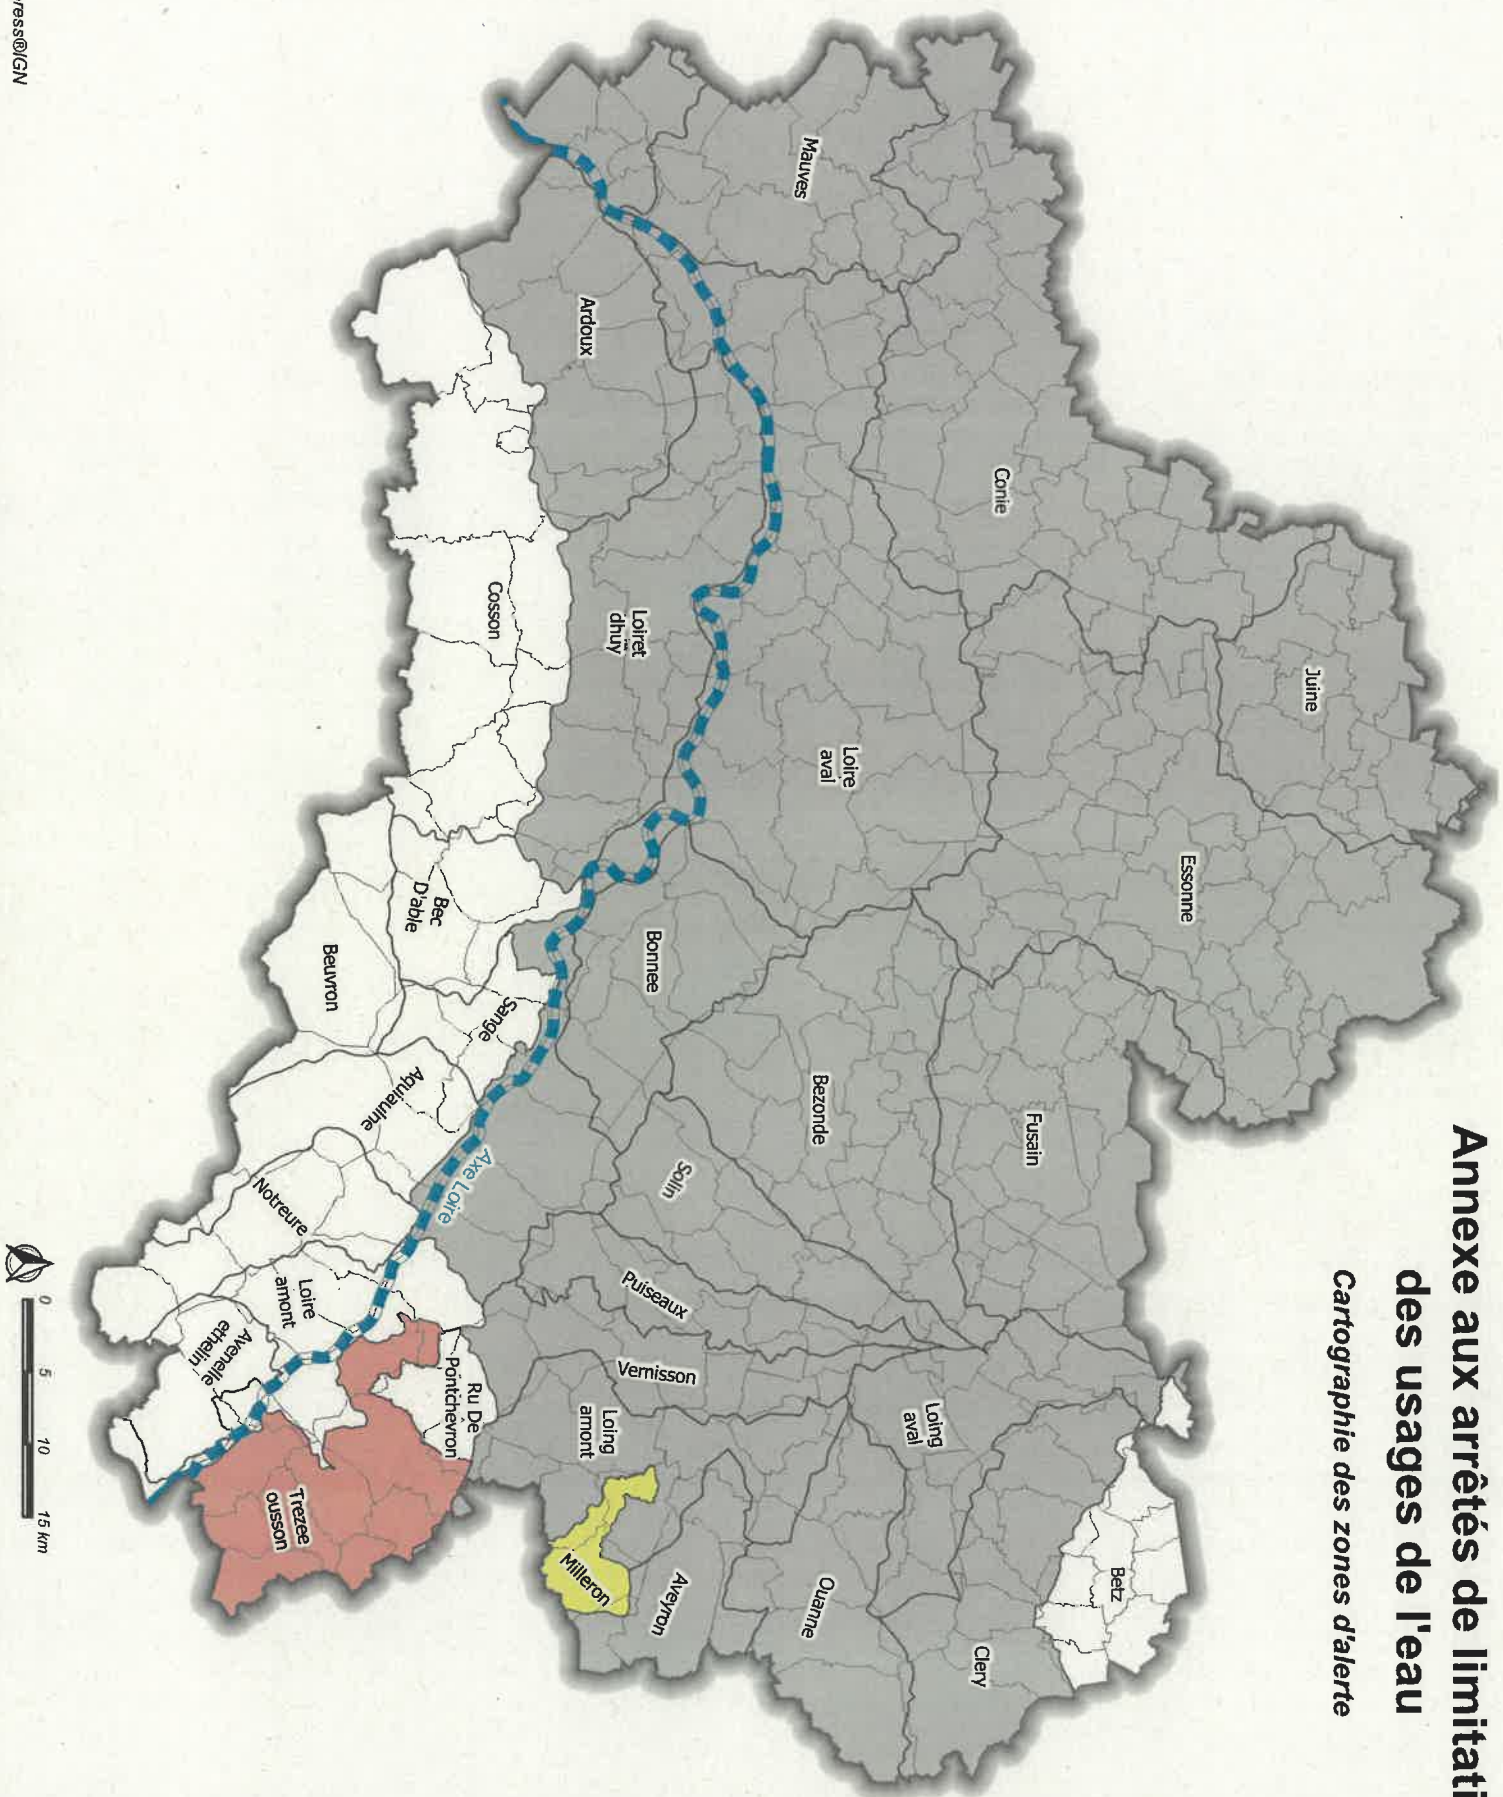 Annexe aux arrêtés de limitati
des usages de l'eau
Cartographie des zones d'alerte
Juine
Essonne
Conie
Fusain
Mauves
Loire
aval
Bezonde
Loing
aval
Betz
Clery
Ouanne
Ardoux
Loiret
dhuy
Bonnee
Solin
Puiseaux
Vernisson
Loing
amont
Aveyron
Milleron
Cosson
Bec
D'able
Sange
Axe Loire
Beuvron
Aquiaulne
Notreure
Loire
amont
Avenelle
ethelin
Ru De
Pontchevron
Trezee
ousson
0 5 10 15 km
ress®IGN